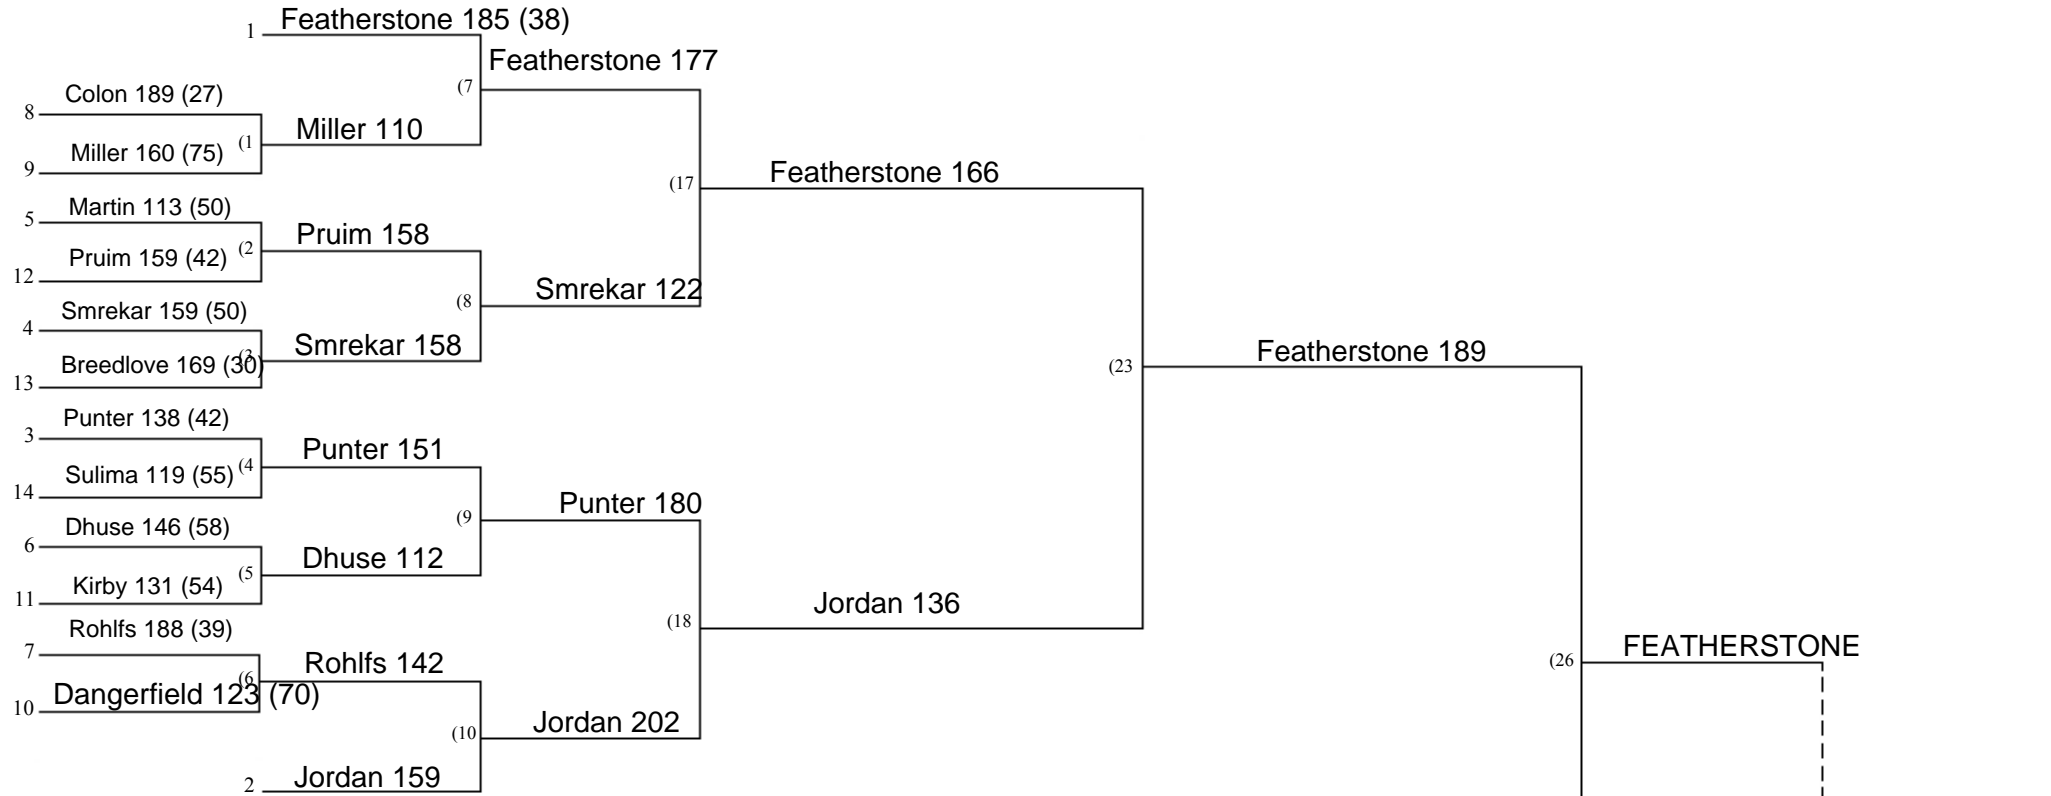 1 Featherstone 185 (38)
Featherstone 177
(7
8 Colon 189 (27)
Miller 110
(1
9 Miller 160 (75)
Featherstone 166
(17
5 Martin 113 (50)
Pruim 158
(2
12 Pruim 159 (42)
Smrekar 122
(8
4 Smrekar 159 (50)
Smrekar 158
(3
13 Breedlove 169 (30)
Featherstone 189
(23
3 Punter 138 (42)
Punter 151
(4
14 Sulima 119 (55)
Punter 180
(9
6 Dhuse 146 (58)
Dhuse 112
(5
11 Kirby 131 (54)
Jordan 136
(18
7 Rohlfs 188 (39)
Rohlfs 142
(6
10 Dangerfield 123 (70)
FEATHERSTONE
(26
Jordan 202
(10
2 Jordan 159